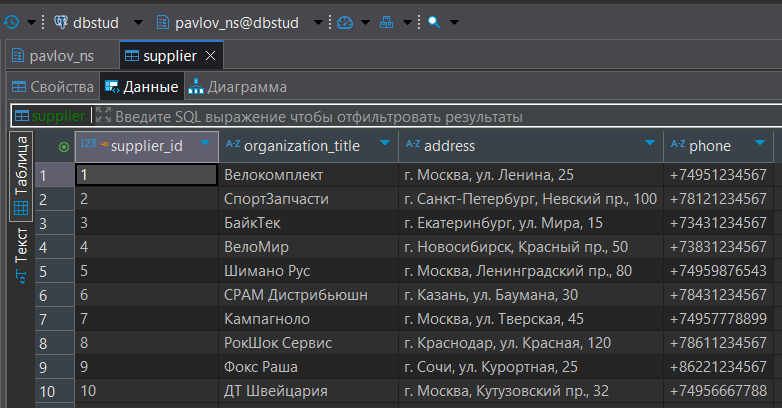 dbstud pavlov_ns@dbstud
pavlov_ns supplier
Свойства Данные Диаграмма
supplier Введите SQL выражение чтобы отфильтровать результаты
Таблица
Текст
123 supplier_id A-Z organization_title A-Z address A-Z phone
1 1 Велокомплект г. Москва, ул. Ленина, 25 +74951234567
2 2 СпортЗапчасти г. Санкт-Петербург, Невский пр., 100 +78121234567
3 3 БайкТек г. Екатеринбург, ул. Мира, 15 +73431234567
4 4 ВелоМир г. Новосибирск, Красный пр., 50 +73831234567
5 5 Шимано Рус г. Москва, Ленинградский пр., 80 +74959876543
6 6 СРАМ Дистрибьюшн г. Казань, ул. Баумана, 30 +78431234567
7 7 Кампагноло г. Москва, ул. Тверская, 45 +74957778899
8 8 РокШок Сервис г. Краснодар, ул. Красная, 120 +78611234567
9 9 Фокс Раша г. Сочи, ул. Курортная, 25 +86221234567
10 10 ДТ Швейцария г. Москва, Кутузовский пр., 32 +74956667788